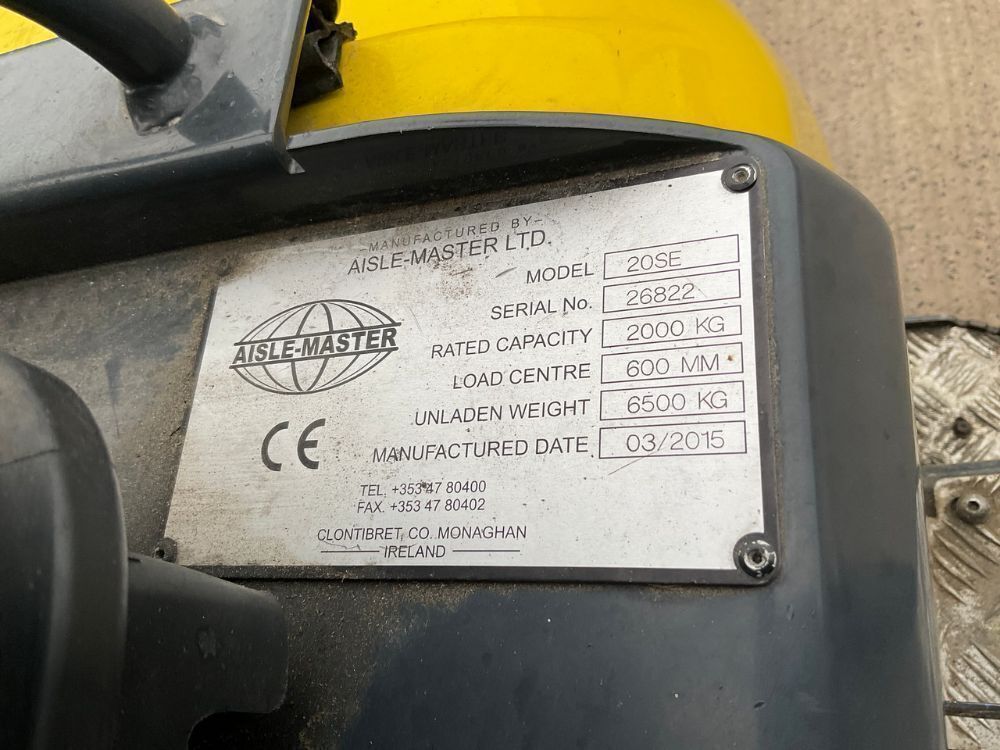 -MANUFACTURED BY-
AISLE-MASTER LTD.
AISLE-MASTER
CE
MODEL 20SE
SERIAL No. 26822
RATED CAPACITY 2000 KG
LOAD CENTRE 600 MM
UNLADEN WEIGHT 6500 KG
MANUFACTURED DATE 03/2015
TEL. +353 47 80400
FAX. +353 47 80402
CLONTIBRET, CO. MONAGHAN
IRELAND